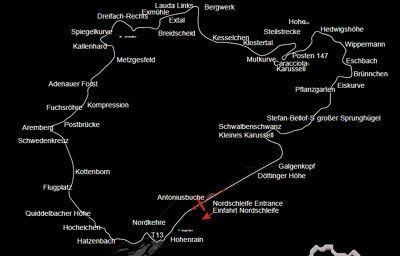 Lauda Links
Bergwerk
Exmühle
Dreifach-Rechts
Extal
Hohe
Spiegelkurve
Breidscheid
Steilstrecke
Hedwigshöhe
Kesselchen
Klostertal
Wippermann
Kallenhard
Posten 147
Metzgesfeld
Mutkurve
Caracciola-
Karussell
Eschbach
Brünnchen
Adenauer Forst
Eiskurve
Pflanzgarten
Fuchsröhre
Kompression
Stefan-Bellof-S
großer Sprunghügel
Postbrücke
Aremberg
Schwalbenschwanz
Kleines Karussell
Schwedenkreuz
Galgenkopf
Kottenborn
Döttinger Höhe
Flugplatz
Antoniusbuche
Nordschleife Entrance
Einfahrt Nordschleife
Quiddelbacher Höhe
Nordkehre
Hocheichen
T13
Hohenrain
Hatzenbach